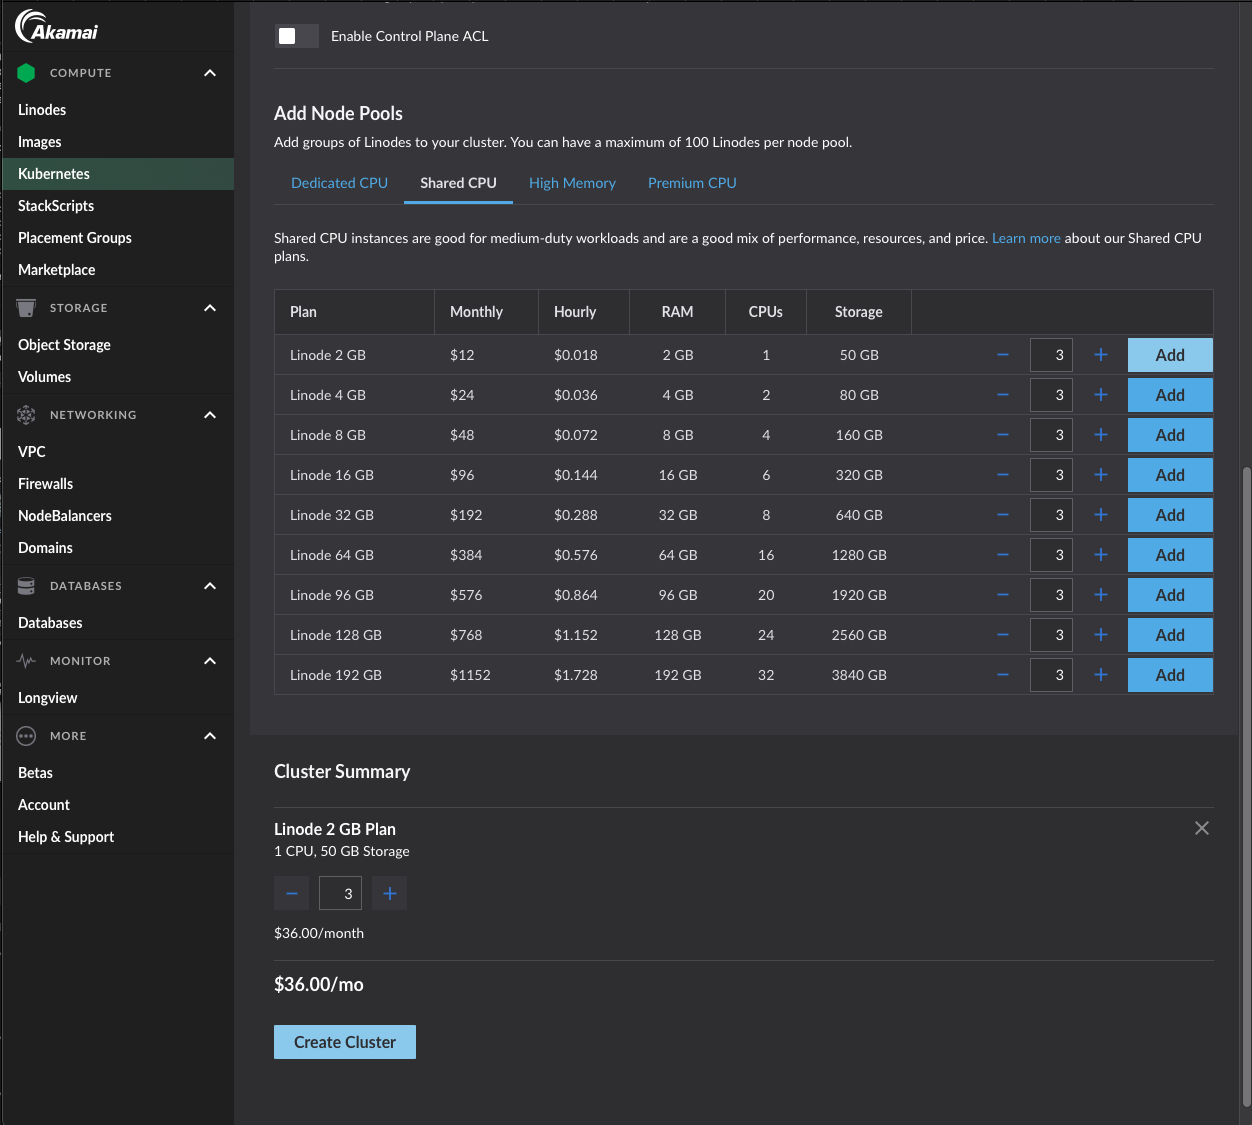 Akamai
COMPUTE
Linodes
Images
Kubernetes
StackScripts
Placement Groups
Marketplace
STORAGE
Object Storage
Volumes
NETWORKING
VPC
Firewalls
NodeBalancers
Domains
DATABASES
Databases
MONITOR
Longview
MORE
Betas
Account
Help & Support
Enable Control Plane ACL
Add Node Pools
Add groups of Linodes to your cluster. You can have a maximum of 100 Linodes per node pool.
Dedicated CPU Shared CPU High Memory Premium CPU
Shared CPU instances are good for medium-duty workloads and are a good mix of performance, resources, and price. Learn more about our Shared CPU
plans.
Plan Monthly Hourly RAM CPUs Storage
Linode 2 GB $12 $0.018 2 GB 1 50 GB − 3 + Add
Linode 4 GB $24 $0.036 4 GB 2 80 GB − 3 + Add
Linode 8 GB $48 $0.072 8 GB 4 160 GB − 3 + Add
Linode 16 GB $96 $0.144 16 GB 6 320 GB − 3 + Add
Linode 32 GB $192 $0.288 32 GB 8 640 GB − 3 + Add
Linode 64 GB $384 $0.576 64 GB 16 1280 GB − 3 + Add
Linode 96 GB $576 $0.864 96 GB 20 1920 GB − 3 + Add
Linode 128 GB $768 $1.152 128 GB 24 2560 GB − 3 + Add
Linode 192 GB $1152 $1.728 192 GB 32 3840 GB − 3 + Add
Cluster Summary
Linode 2 GB Plan
1 CPU, 50 GB Storage
− 3 +
$36.00/month
$36.00/mo
Create Cluster